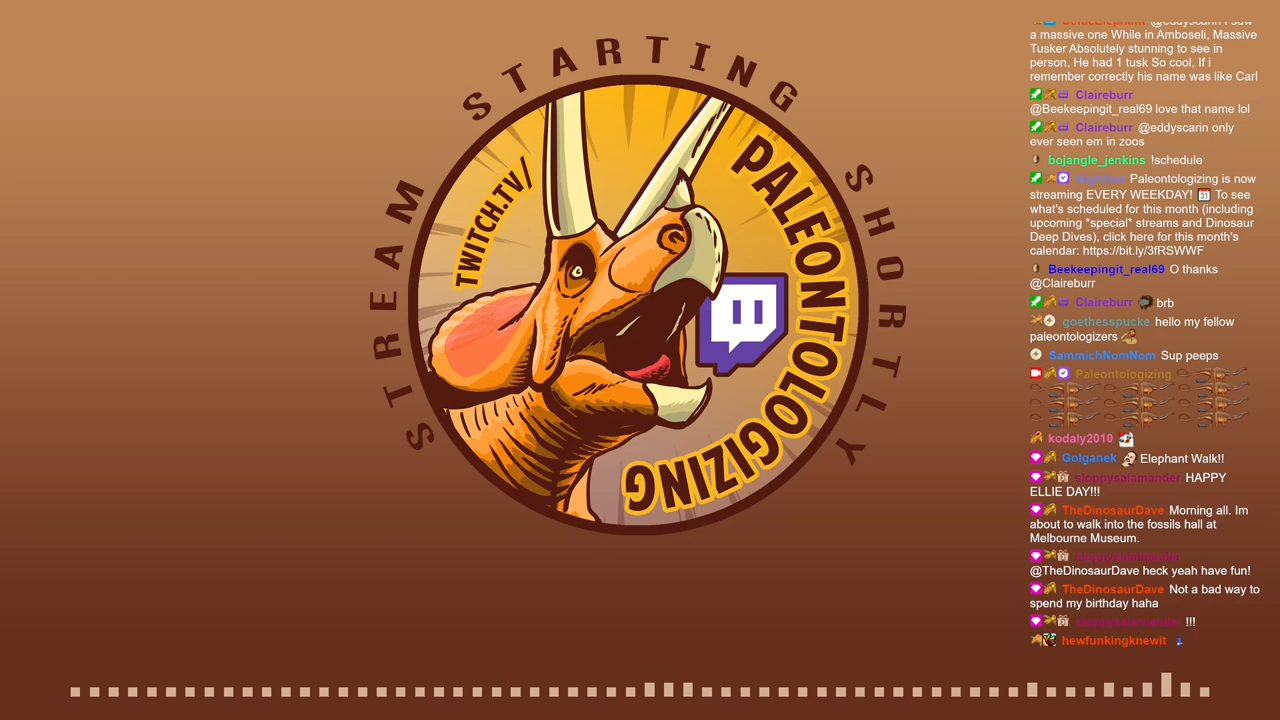 STREAM STARTING SHORTLY
TWITCH.TV/
PALEONTOLOGIZING
a massive one While in Amboseli, Massive
Tusker Absolutely stunning to see in
person, He had 1 tusk So cool, If i
remember correctly his name was like Carl
Claireburr
@Beekeepingit_real69 love that name lol
Claireburr @eddyscarin only
ever seen em in zoos
bojangle_jenkins !schedule
Paleontologizing is now
streaming EVERY WEEKDAY! To see
what's scheduled for this month (including
upcoming *special* streams and Dinosaur
Deep Dives), click here for this month's
calendar: https://bit.ly/3fRSWWF
Beekeepingit_real69 O thanks
@Claireburr
Claireburr brb
goethesspucke hello my fellow
paleontologizers
SammichNomNom Sup peeps
Paleontologizing
kodaly2010
Golganek Elephant Walk!!
sloppysalamander HAPPY
ELLIE DAY!!!
TheDinosaurDave Morning all. Im
about to walk into the fossils hall at
Melbourne Museum.
sloppysalamander
@TheDinosaurDave heck yeah have fun!
TheDinosaurDave Not a bad way to
spend my birthday haha
sloppysalamander !!!
hewfunkingknewit